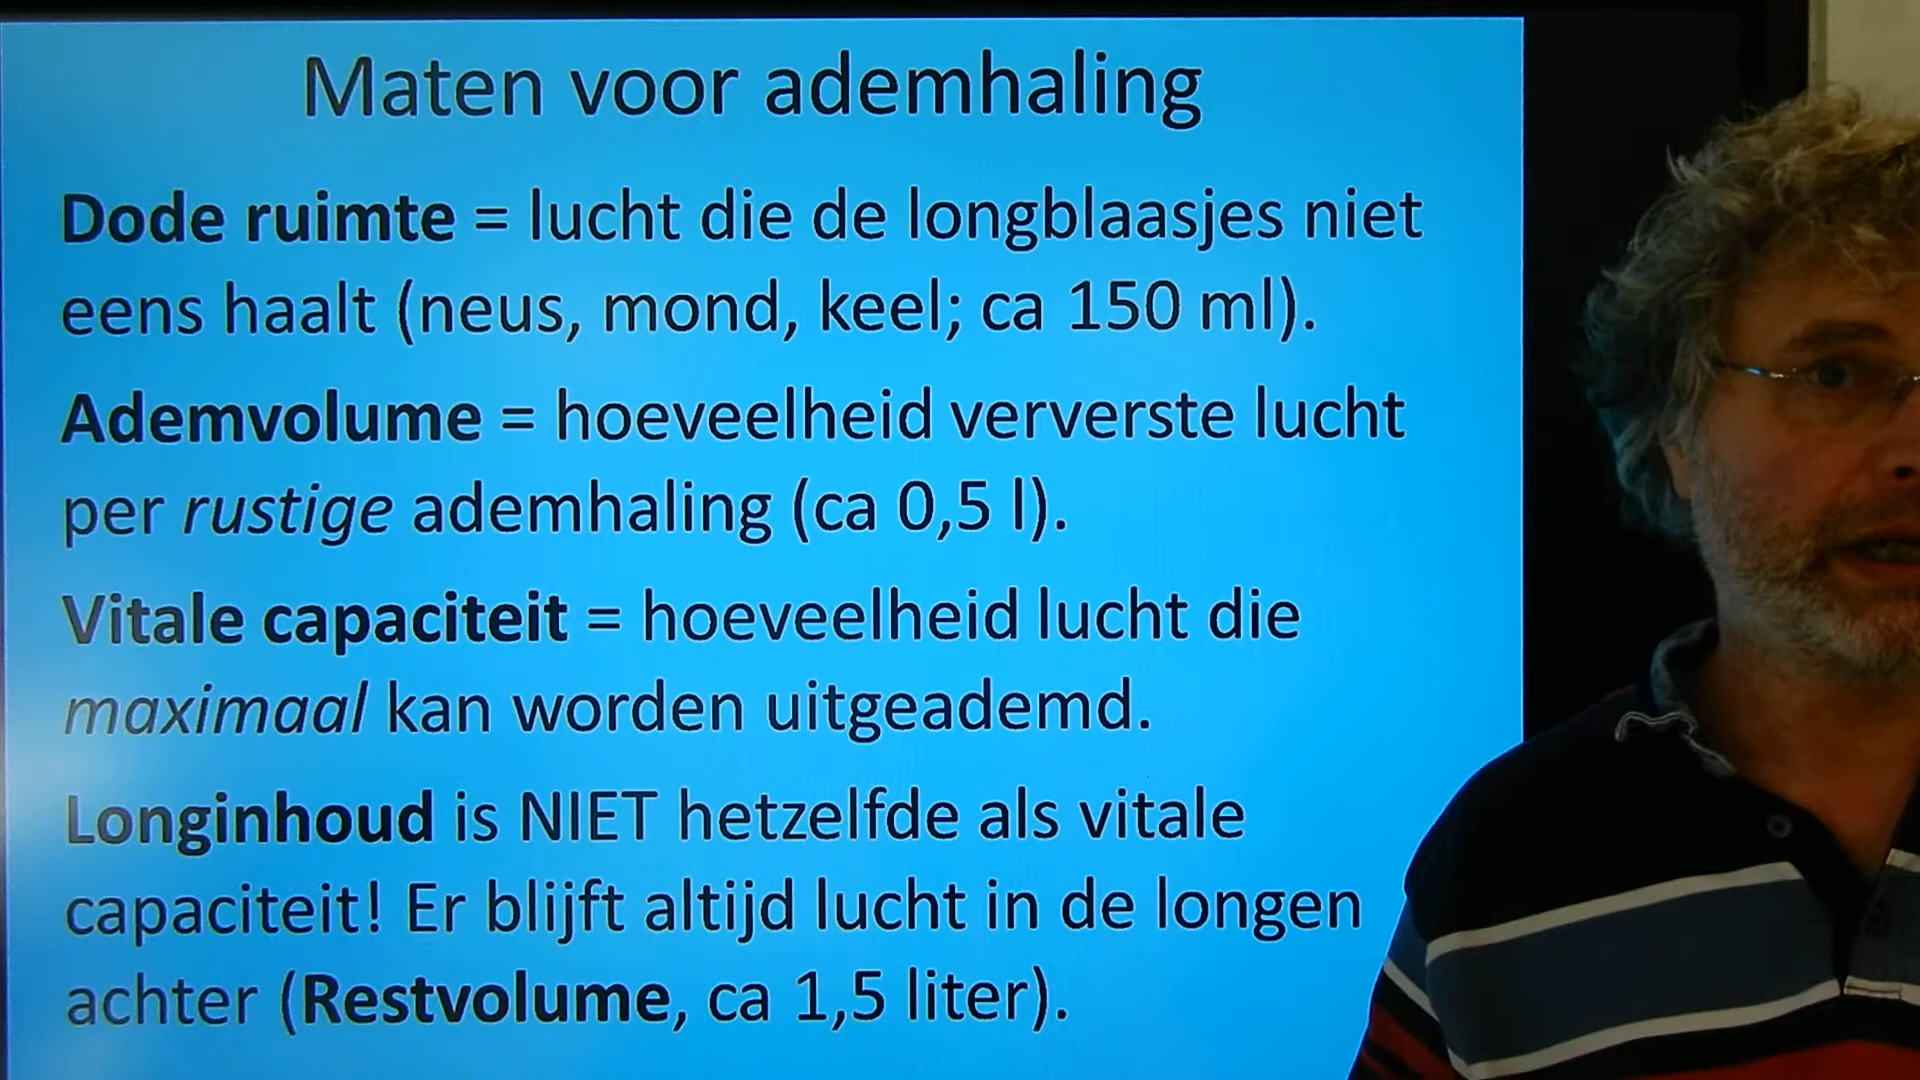 Maten voor ademhaling
Dode ruimte = lucht die de longblaasjes niet
eens haalt (neus, mond, keel; ca 150 ml).
Ademvolume = hoeveelheid ververste lucht
per rustige ademhaling (ca 0,5 l).
Vitale capaciteit = hoeveelheid lucht die
maximaal kan worden uitgeademd.
Longinhoud is NIET hetzelfde als vitale
capaciteit! Er blijft altijd lucht in de longen
achter (Restvolume, ca 1,5 liter).